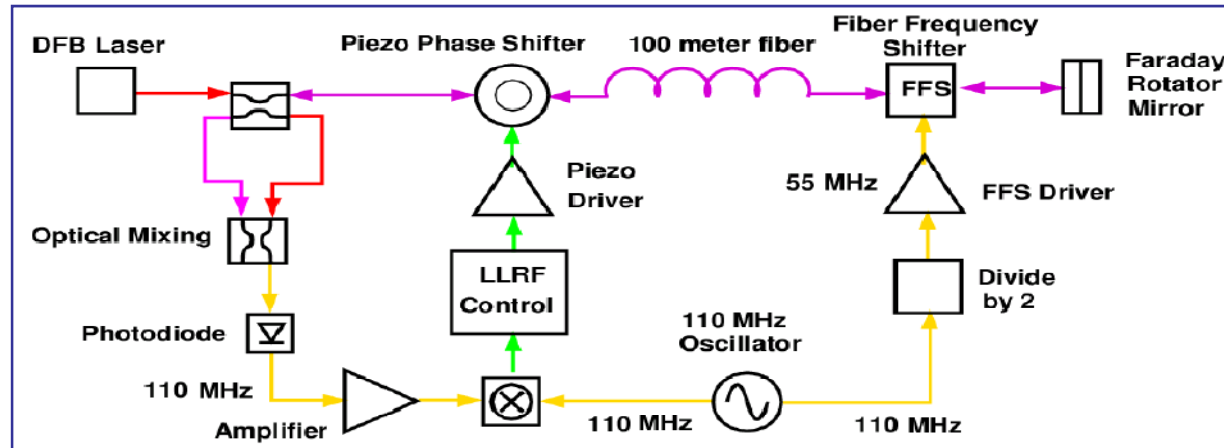 DFB Laser
Piezo Phase Shifter
100 meter fiber
Fiber Frequency
Shifter
FFS
Faraday
Rotator
Mirror
Piezo
Driver
55 MHz
FFS Driver
Optical Mixing
LLRF
Control
Divide
by 2
Photodiode
110 MHz
Oscillator
110 MHz
Amplifier
110 MHz
110 MHz